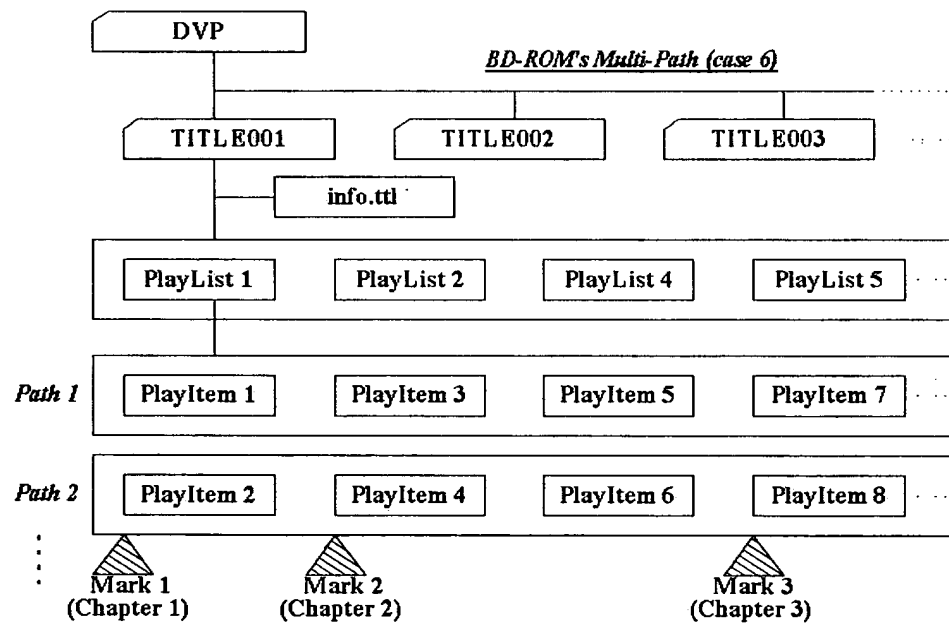 DVP
BD-ROM's Multi-Path (case 6)
TITLE001 TITLE002 TITLE003
info.ttl
PlayList 1 PlayList 2 PlayList 4 PlayList 5
Path 1 PlayItem 1 PlayItem 3 PlayItem 5 PlayItem 7
Path 2 PlayItem 2 PlayItem 4 PlayItem 6 PlayItem 8
Mark 1 Mark 2 Mark 3
(Chapter 1) (Chapter 2) (Chapter 3)